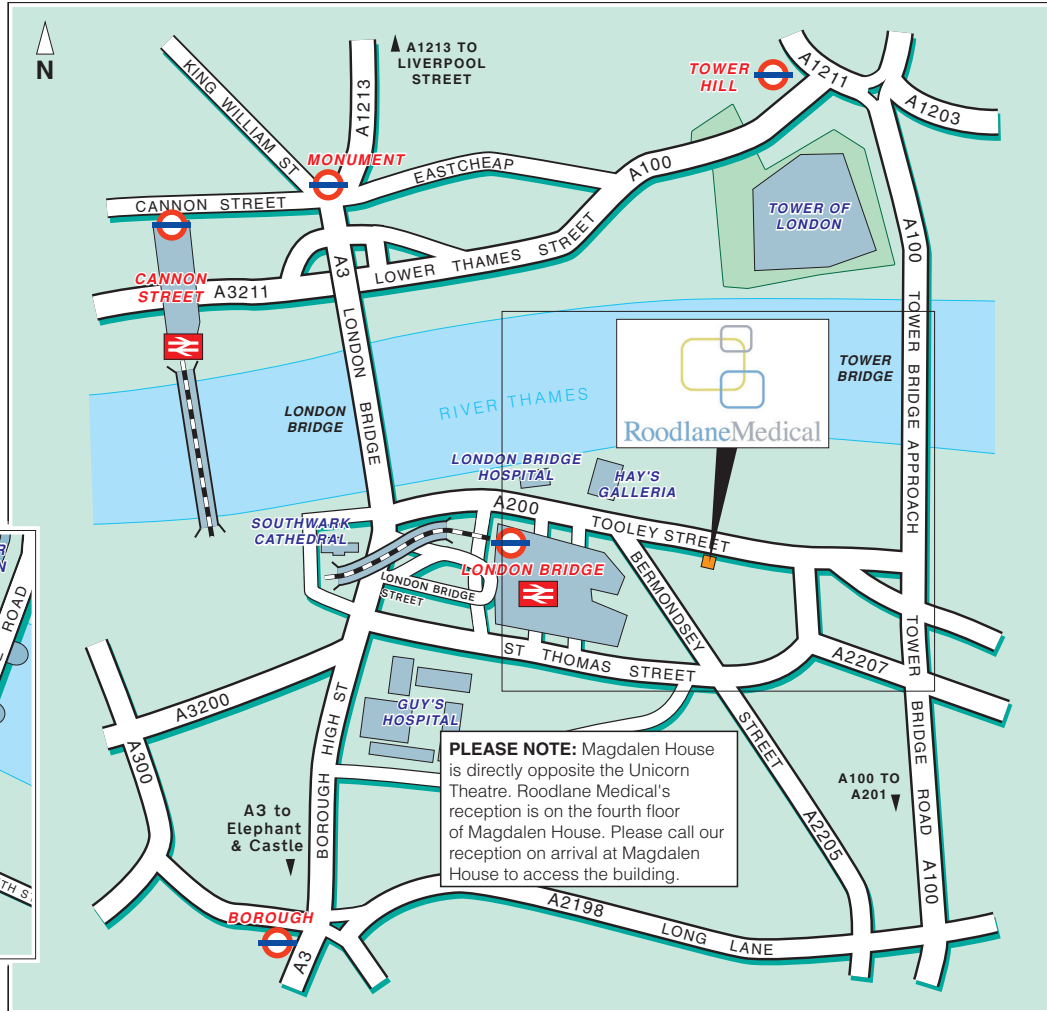 N
A1213 TO
LIVERPOOL
STREET
KING WILLIAM ST
A1213
TOWER
HILL
A1211
A1203
MONUMENT
EASTCHEAP
A100
CANNON STREET
TOWER OF
LONDON
A100
CANNON
STREET
A3211
A3
LOWER THAMES STREET
LONDON BRIDGE
TOWER BRIDGE APPROACH
TOWER
BRIDGE
RoodlaneMedical
RIVER THAMES
LONDON
BRIDGE
LONDON BRIDGE
HOSPITAL
HAY'S
GALLERIA
A200
TOOLEY STREET
SOUTHWARK
CATHEDRAL
LONDON BRIDGE
LONDON BRIDGE
STREET
BERMONDSEY
STREET
ROAD
ST THOMAS STREET
A2207
TOWER
BRIDGE ROAD A100
A3200
A300
GUY'S
HOSPITAL
BOROUGH HIGH ST
PLEASE NOTE: Magdalen House
is directly opposite the Unicorn
Theatre. Roodlane Medical's
reception is on the fourth floor
of Magdalen House. Please call our
reception on arrival at Magdalen
House to access the building.
A100 TO
A201
A3 to
Elephant
& Castle
A2205
BOROUGH
A3
A2198
LONG LANE